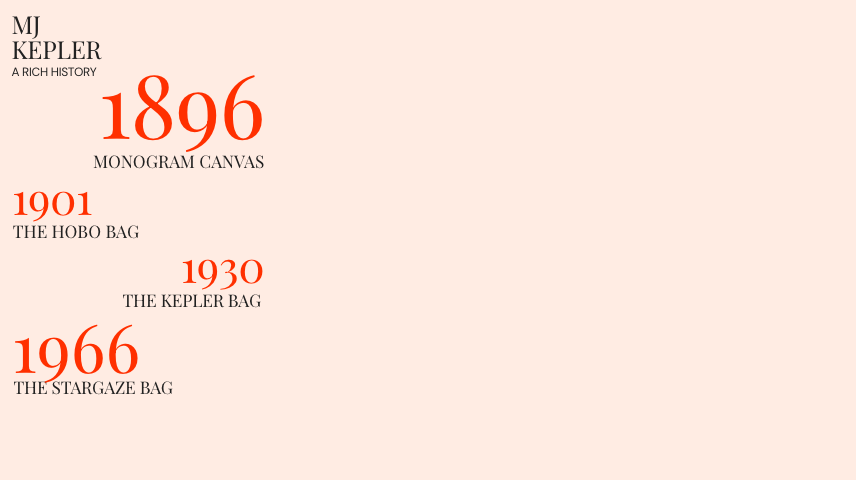 MJ
KEPLER
A RICH HISTORY
1896
MONOGRAM CANVAS
1901
THE HOBO BAG
1930
THE KEPLER BAG
1966
THE STARGAZE BAG